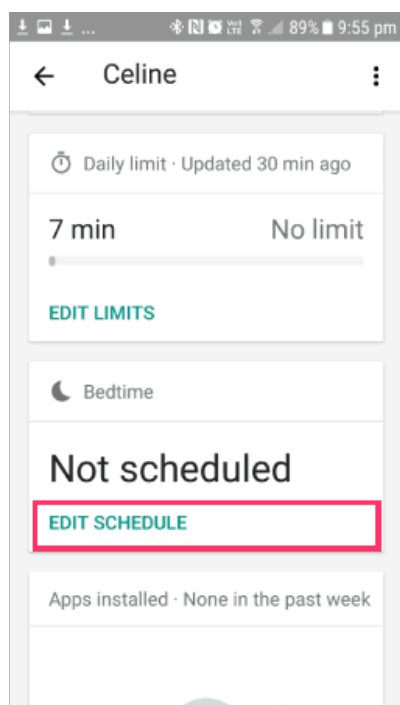 ... 89% 9:55 pm
Celine
Daily limit · Updated 30 min ago
7 min No limit
EDIT LIMITS
Bedtime
Not scheduled
EDIT SCHEDULE
Apps installed · None in the past week